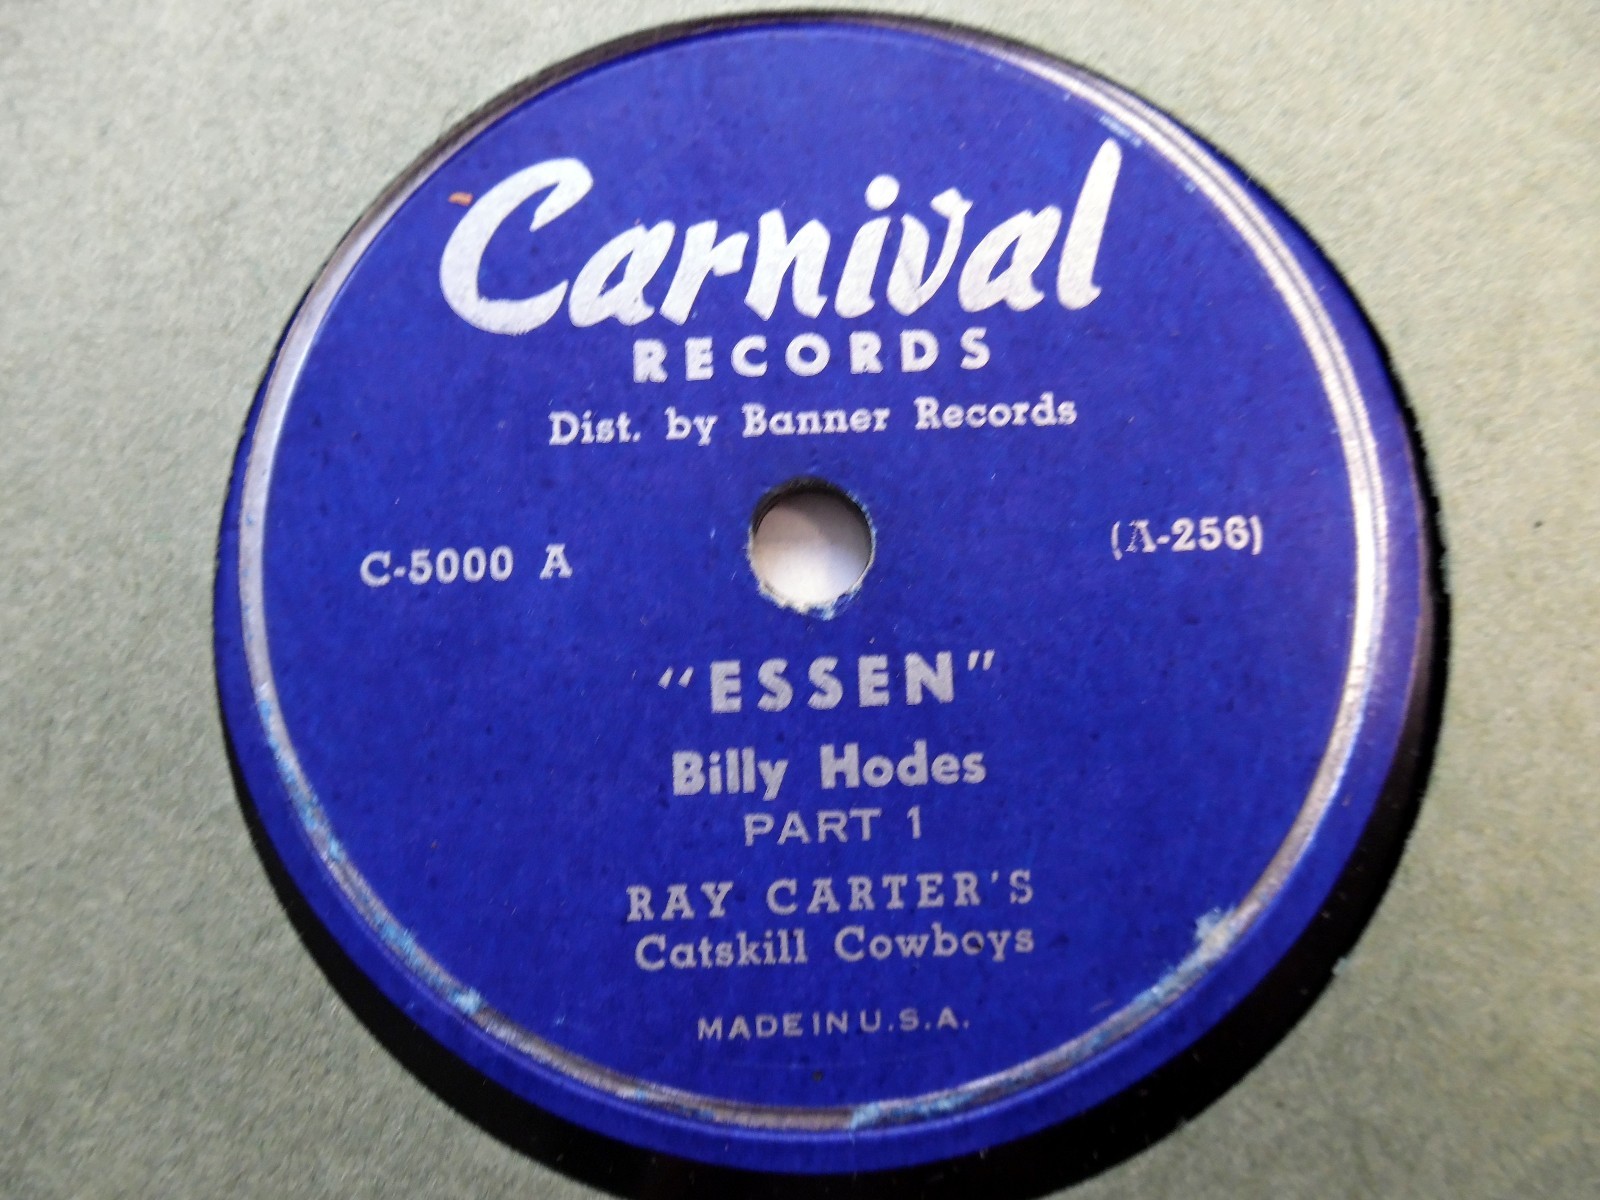 Carnival
RECORDS
Dist. by Banner Records
C-5000 A
(A-256)
"ESSEN"
Billy Hodes
PART 1
RAY CARTER'S
Catskill Cowboys
MADE IN U.S.A.